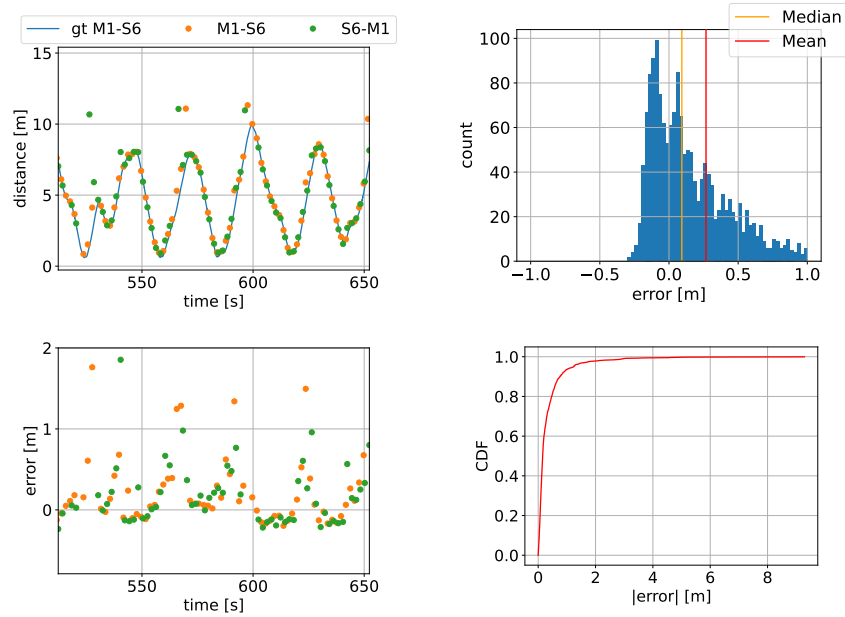 gt M1-S6 M1-S6 S6-M1
15
10
5
0
distance [m]
550 600 650
time [s]
Median
Mean
100
80
60
40
20
0
count
−1.0 −0.5 0.0 0.5 1.0
error [m]
2
1
0
error [m]
550 600 650
time [s]
1.0
0.8
0.6
0.4
0.2
0.0
CDF
0 2 4 6 8
|error| [m]